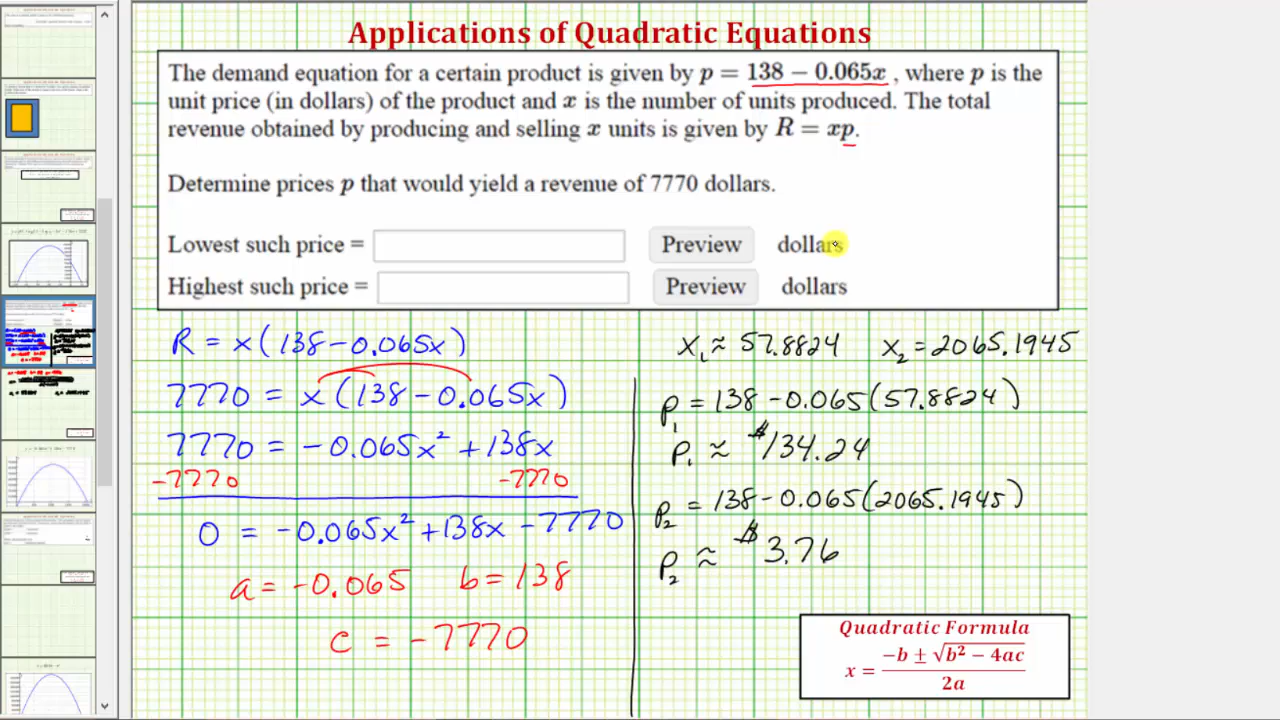 Applications of Quadratic Equations
The demand equation for a certain product is given by p = 138 − 0.065x , where p is the
unit price (in dollars) of the product and x is the number of units produced. The total
revenue obtained by producing and selling x units is given by R = xp.
Determine prices p that would yield a revenue of 7770 dollars.
Lowest such price = Preview dollars
Highest such price = Preview dollars
R = x(138-0.065x)
7770 = x(138-0.065x)
7770 = -0.065x² +138x
-7770 -7770
0 = -0.065x² +138x -7770
a = -0.065 b = 138
c = -7770
x₁ ≈ 57.8824 x₂ = 2065.1945
p₁ = 138-0.065(57.8824)
p₁ ≈ $134.24
p₂ = 138-0.065(2065.1945)
p₂ ≈ $3.76
Quadratic Formula
x = (-b ± √(b² − 4ac)) / 2a